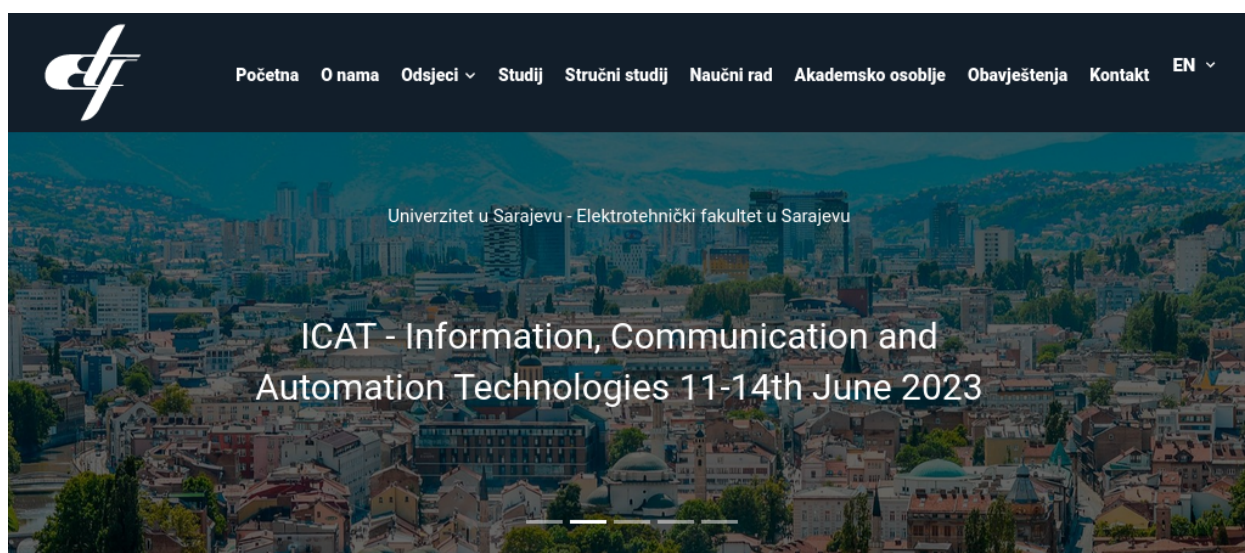 Početna O nama Odsjeci Studij Stručni studij Naučni rad Akademsko osoblje Obavještenja Kontakt EN
Univerzitet u Sarajevu - Elektrotehnički fakultet u Sarajevu
ICAT - Information, Communication and
Automation Technologies 11-14th June 2023